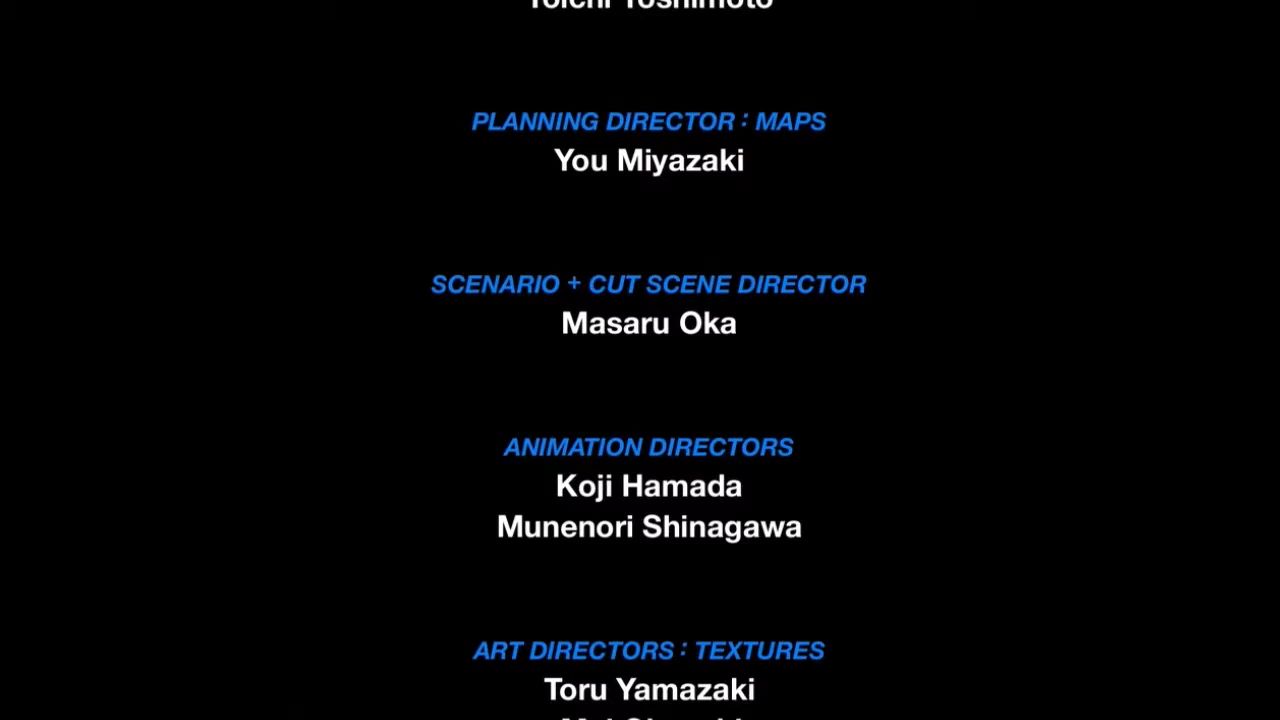 PLANNING DIRECTOR : MAPS
You Miyazaki
SCENARIO + CUT SCENE DIRECTOR
Masaru Oka
ANIMATION DIRECTORS
Koji Hamada
Munenori Shinagawa
ART DIRECTORS : TEXTURES
Toru Yamazaki